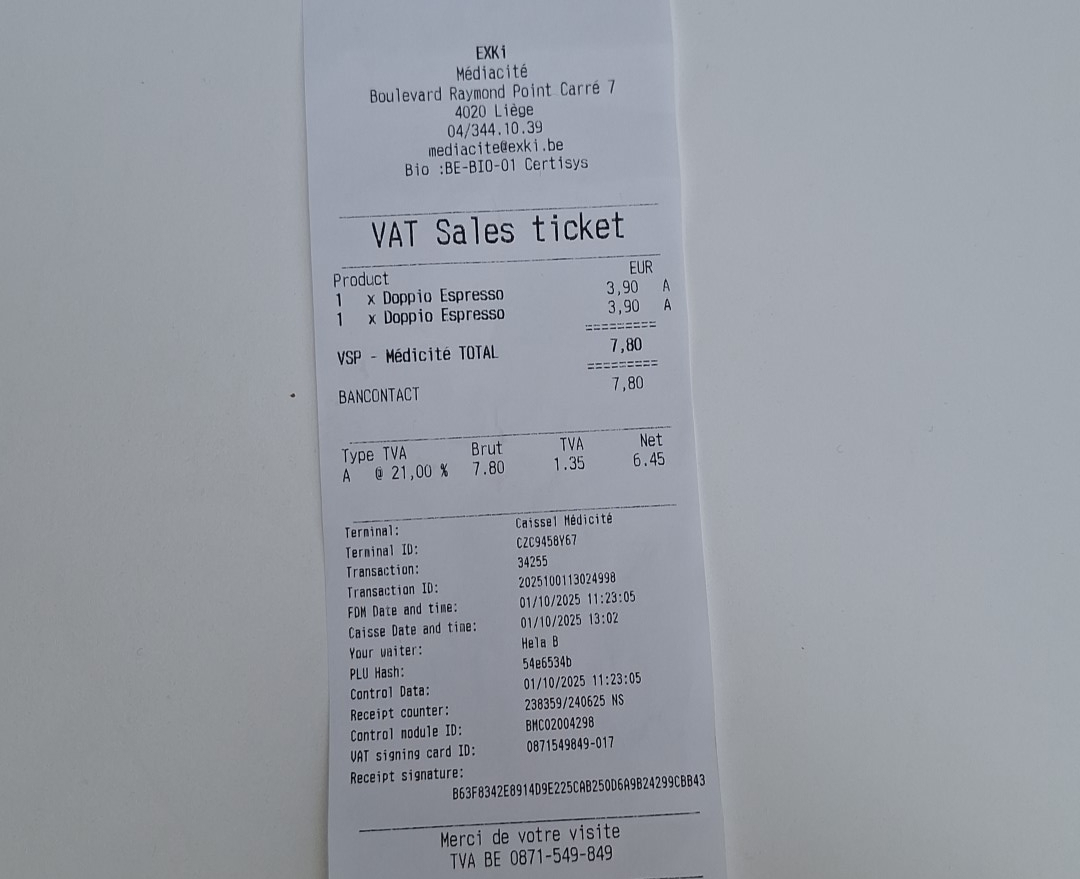 EXKi
Médiacité
Boulevard Raymond Point Carré 7
4020 Liège
04/344.10.39
mediacite@exki.be
Bio :BE-BIO-01 Certisys
VAT Sales ticket
Product EUR
1 x Doppio Espresso 3,90 A
1 x Doppio Espresso 3,90 A
=========
VSP - Médicité TOTAL 7,80
=========
BANCONTACT 7,80
Type TVA Brut TVA Net
A @ 21,00 % 7.80 1.35 6.45
Terminal: Caisse1 Médicité
Terminal ID: CZC9458Y67
Transaction: 34255
Transaction ID: 2025100113024998
FDM Date and time: 01/10/2025 11:23:05
Caisse Date and time: 01/10/2025 13:02
Your waiter: Hela B
PLU Hash: 54e6534b
Control Data: 01/10/2025 11:23:05
Receipt counter: 238359/240625 NS
Control module ID: BMC02004298
VAT signing card ID: 0871549849-017
Receipt signature:
B63F8342E8914D9E225CAB250D6A9B24299CBB43
Merci de votre visite
TVA BE 0871-549-849